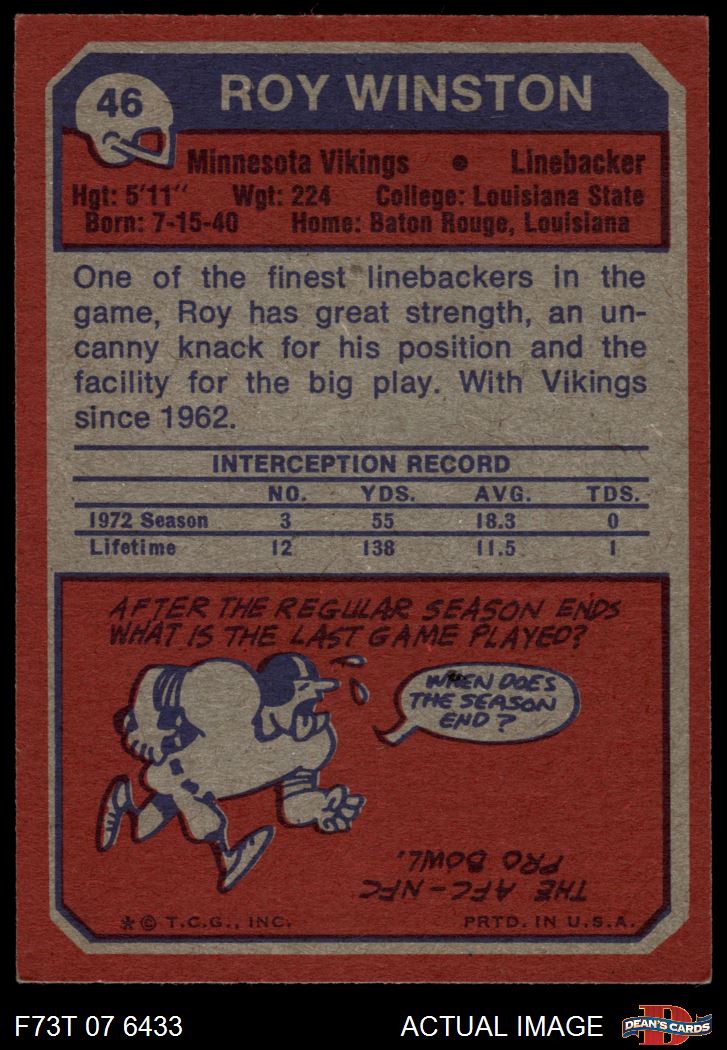 46
ROY WINSTON
Minnesota Vikings • Linebacker
Hgt: 5'11" Wgt: 224 College: Louisiana State
Born: 7-15-40 Home: Baton Rouge, Louisiana
One of the finest linebackers in the
game, Roy has great strength, an un-
canny knack for his position and the
facility for the big play. With Vikings
since 1962.
INTERCEPTION RECORD
NO. YDS. AVG. TDS.
1972 Season 3 55 18.3 0
Lifetime 12 138 11.5 1
AFTER THE REGULAR SEASON ENDS
WHAT IS THE LAST GAME PLAYED?
WHEN DOES
THE SEASON
END?
THE AFC-NFC
PRO BOWL.
* © T.C.G., INC. PRTD. IN U.S.A.
F73T 07 6433 ACTUAL IMAGE
D
DEAN'S CARDS